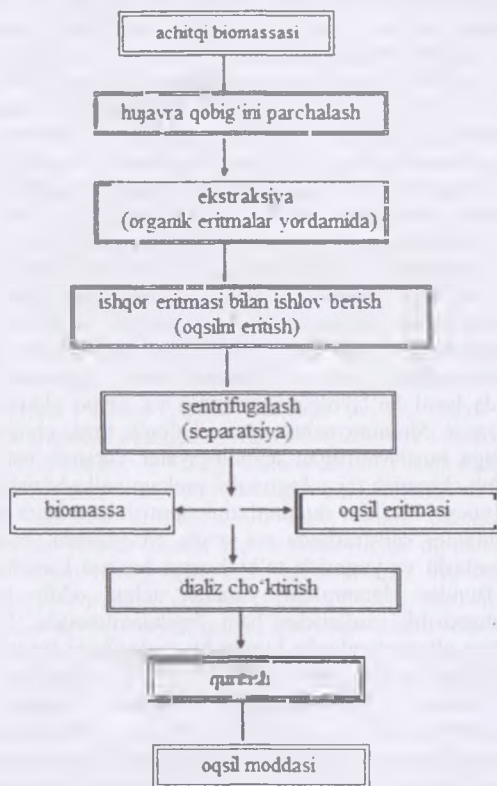 achitqi biomassasi
hujayra qobig'ini parchalash
ekstraksiya
(organik eritmalar yordamida)
ishqor eritmasi bilan ishlov berish
(oqsilni eritish)
sentrifugalash
(separatsiya)
biomassa
oqsil eritmasi
dializ cho'ktirish
quritish
oqsil moddasi